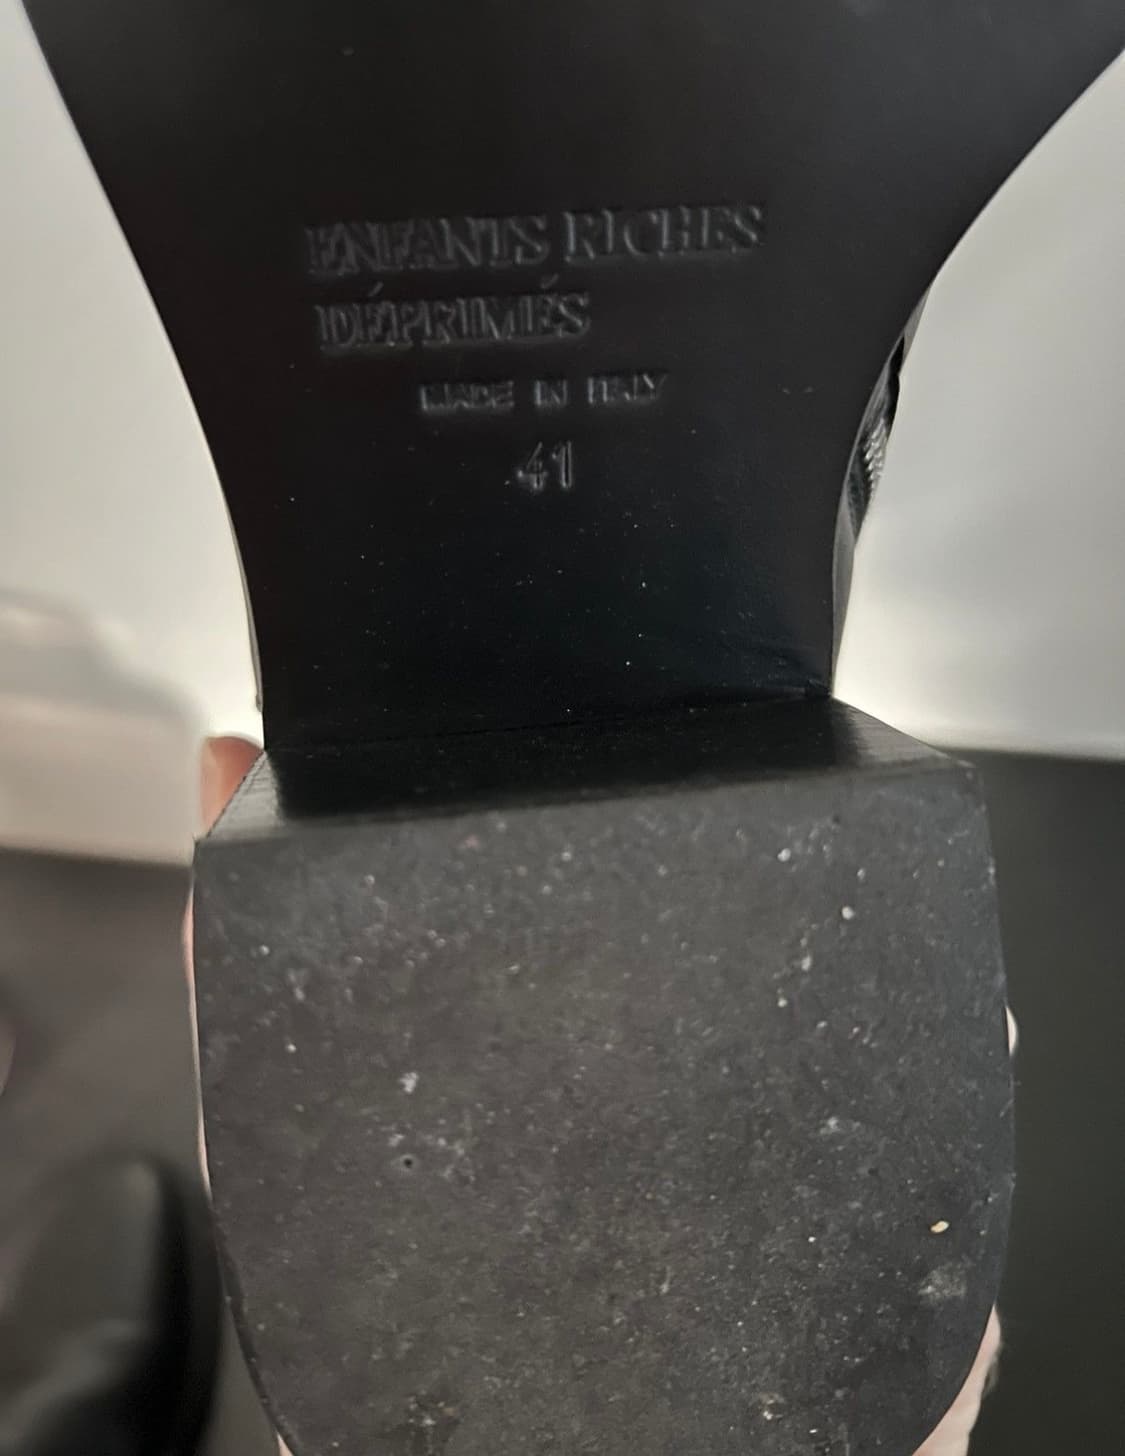 ENFANTS RICHES
DÉPRIMÉS
MADE IN ITALY
41